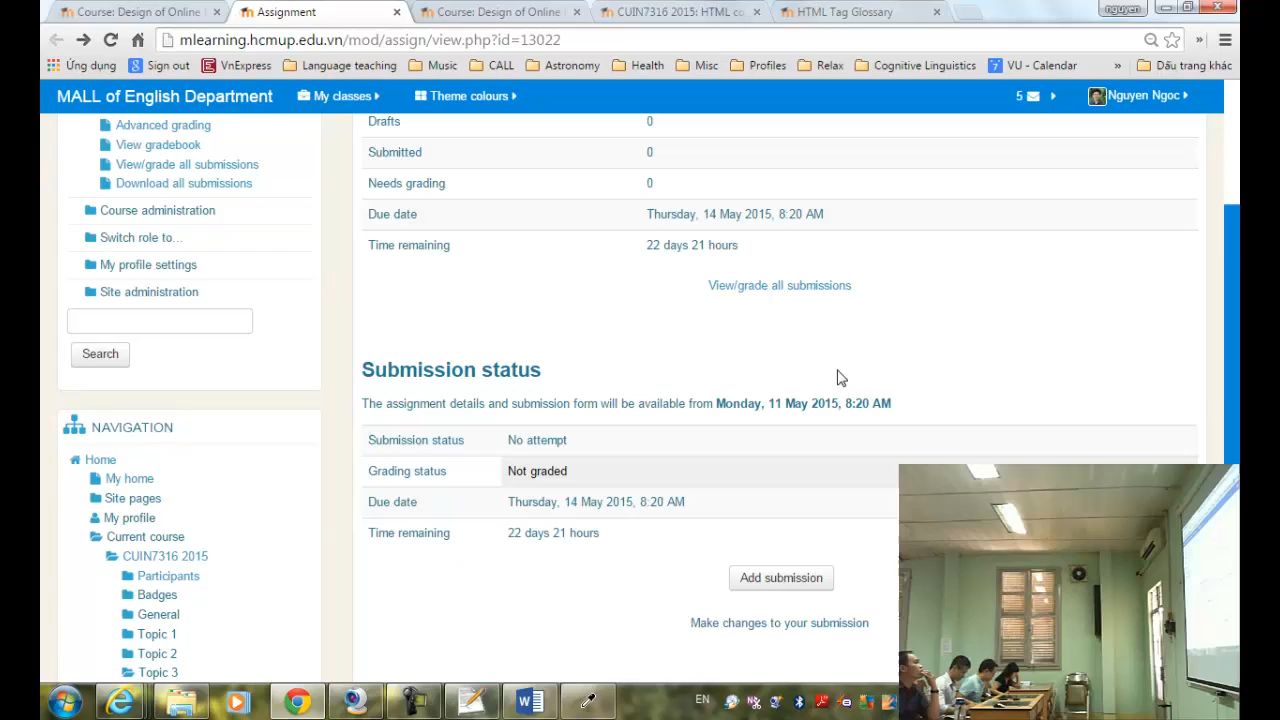 Course: Design of Online
Assignment
Course: Design of Online
CUIN7316 2015: HTML co
HTML Tag Glossary
nguyen
mlearning.hcmup.edu.vn/mod/assign/view.php?id=13022
Ứng dụng
Sign out
VnExpress
Language teaching
Music
CALL
Astronomy
Health
Misc
Profiles
Relax
Cognitive Linguistics
7 VU - Calendar
»
Dấu trang khác
MALL of English Department
My classes
Theme colours
5
Nguyen Ngoc
Advanced grading
View gradebook
View/grade all submissions
Download all submissions
Course administration
Switch role to...
My profile settings
Site administration
Search
NAVIGATION
Home
My home
Site pages
My profile
Current course
CUIN7316 2015
Participants
Badges
General
Topic 1
Topic 2
Topic 3
Drafts 0
Submitted 0
Needs grading 0
Due date Thursday, 14 May 2015, 8:20 AM
Time remaining 22 days 21 hours
View/grade all submissions
Submission status
The assignment details and submission form will be available from Monday, 11 May 2015, 8:20 AM
Submission status No attempt
Grading status Not graded
Due date Thursday, 14 May 2015, 8:20 AM
Time remaining 22 days 21 hours
Add submission
Make changes to your submission
EN